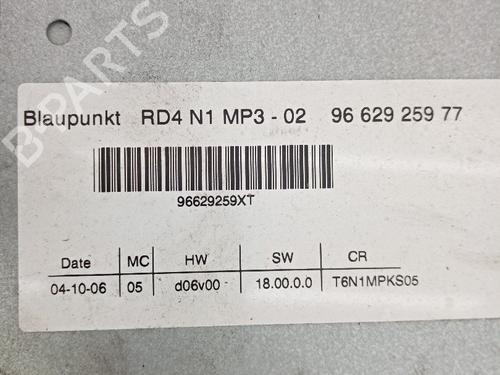 B-PARTS
Blaupunkt RD4 N1 MP3 - 02 96 629 259 77
96629259XT
Date MC HW SW CR
04-10-06 05 d06v00 18.00.0.0 T6N1MPKS05